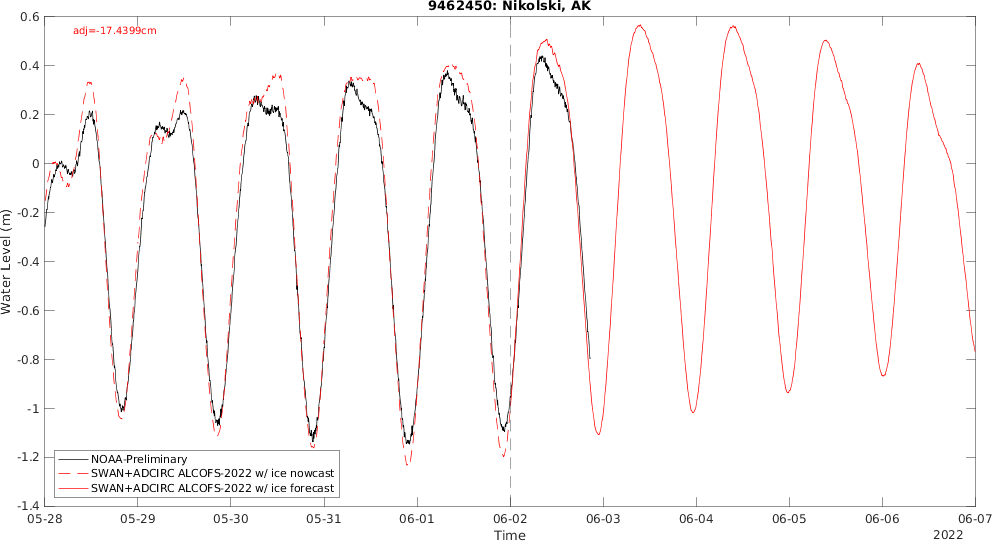 9462450: Nikolski, AK
adj=-17.4399cm
Water Level (m)
0.6
0.4
0.2
0
-0.2
-0.4
-0.6
-0.8
-1
-1.2
-1.4
NOAA-Preliminary
SWAN+ADCIRC ALCOFS-2022 w/ ice nowcast
SWAN+ADCIRC ALCOFS-2022 w/ ice forecast
05-28 05-29 05-30 05-31 06-01 06-02 06-03 06-04 06-05 06-06 06-07
Time
2022